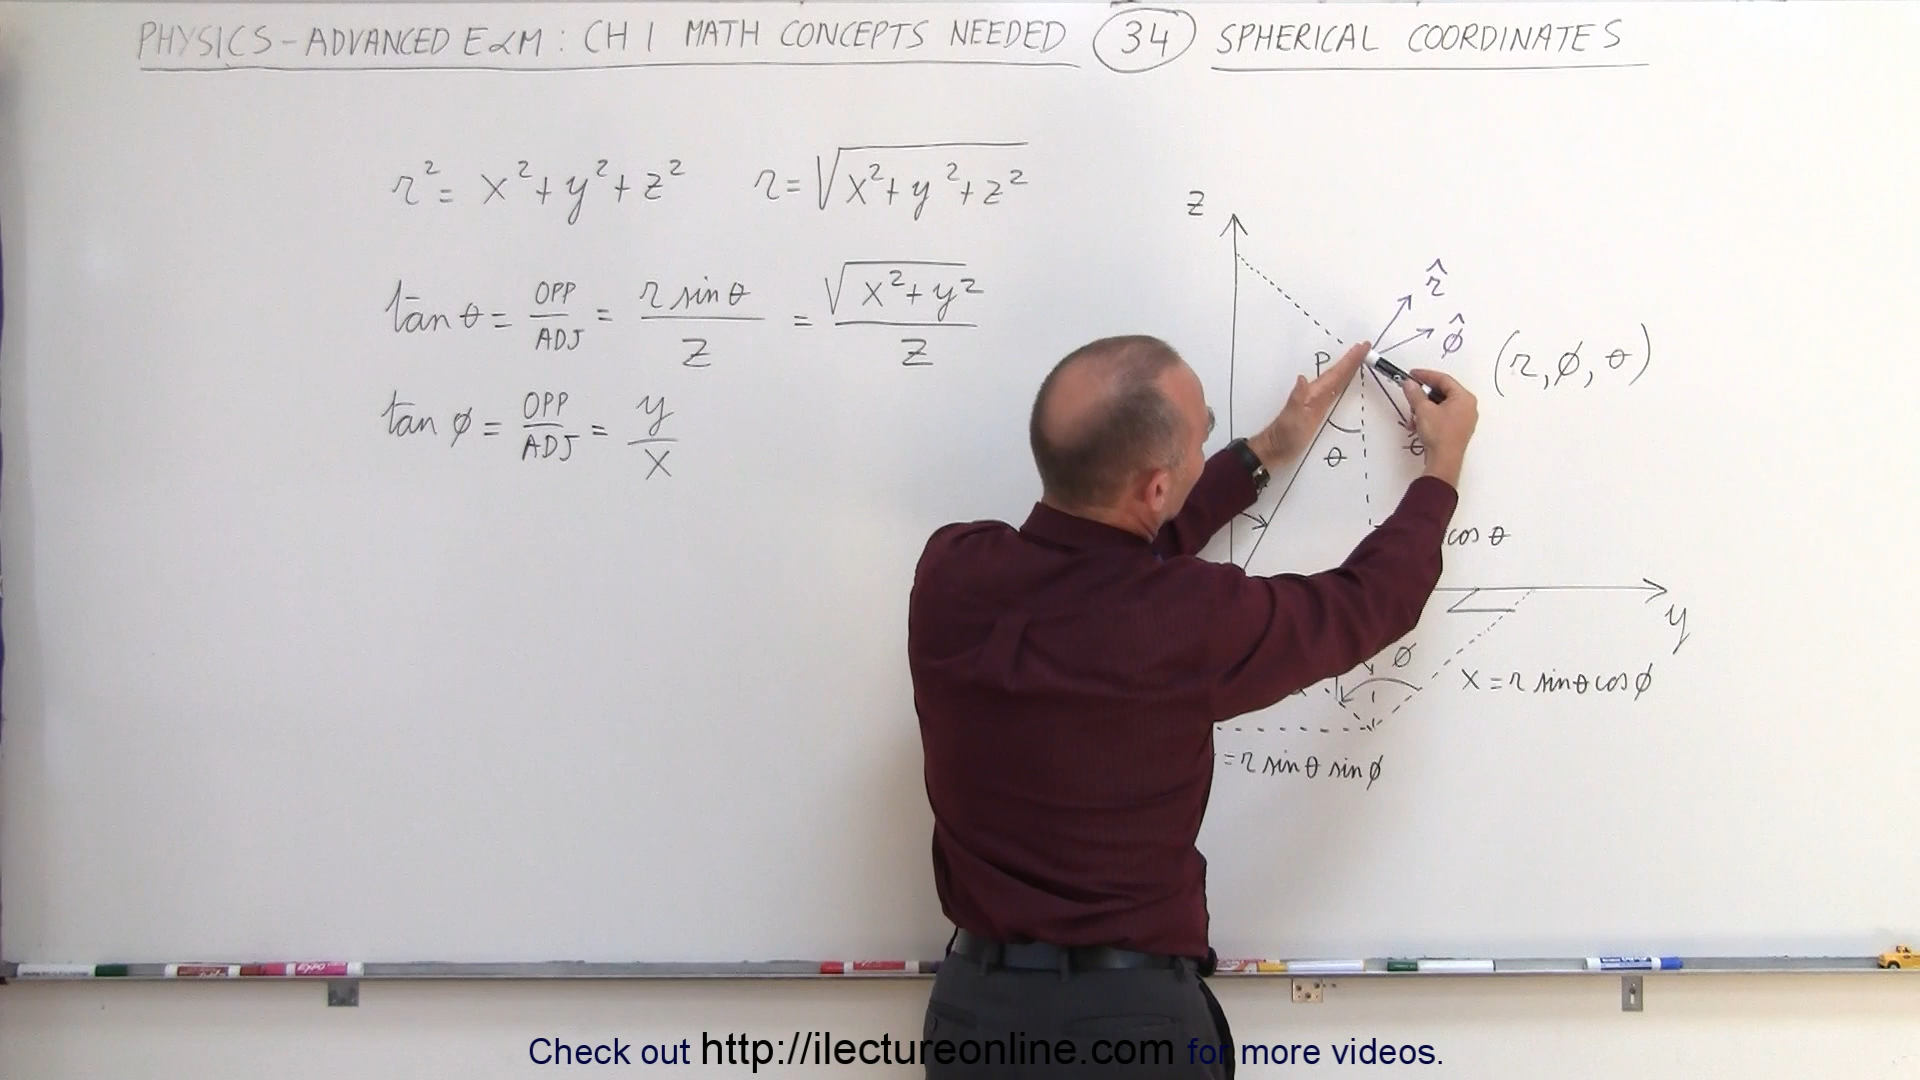 PHYSICS - ADVANCED E&M : CH 1 MATH CONCEPTS NEEDED 34 SPHERICAL COORDINATES
r² = x² + y² + z² r = √(x² + y² + z²)
tan θ = OPP/ADJ = r sin θ / z = √(x² + y²) / z
tan φ = OPP/ADJ = y/x
z
r̂
φ̂
P
(r, φ, θ)
θ
θ
cos θ
y
φ
x = r sinθ cos φ
= r sin θ sin φ
Check out http://ilectureonline.com for more videos.